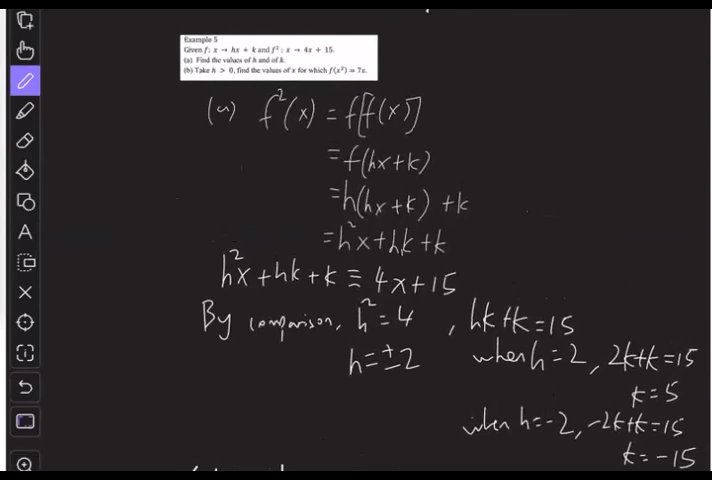 Example 5
Given f: x → hx + k and f² : x → 4x + 15.
(a) Find the values of h and of k.
(b) Take h > 0, find the values of x for which f(x²) = 7x.
(a) f²(x) = f[f(x)]
= f(hx+k)
= h(hx+k) + k
= h²x + hk + k
h²x + hk + k ≡ 4x + 15
By comparison, h² = 4 , hk + k = 15
h = ±2 when h = 2, 2k + k = 15
k = 5
when h = -2, -2k + k = 15
k = -15